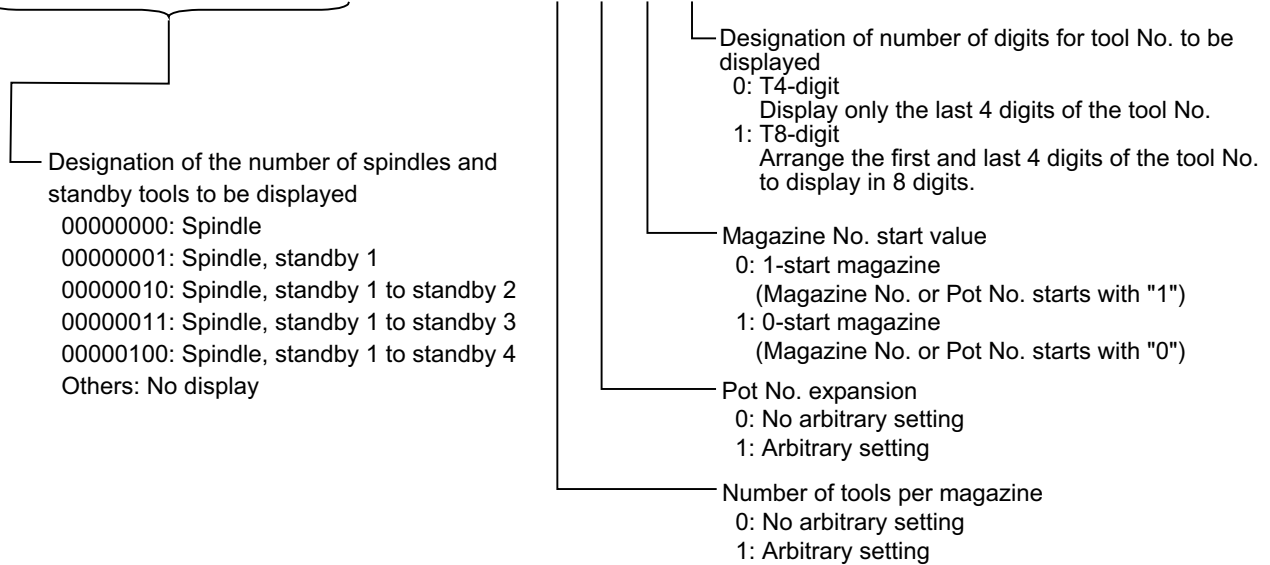 Designation of number of digits for tool No. to be
displayed
0: T4-digit
Display only the last 4 digits of the tool No.
1: T8-digit
Arrange the first and last 4 digits of the tool No.
to display in 8 digits.
Designation of the number of spindles and
standby tools to be displayed
00000000: Spindle
00000001: Spindle, standby 1
00000010: Spindle, standby 1 to standby 2
00000011: Spindle, standby 1 to standby 3
00000100: Spindle, standby 1 to standby 4
Others: No display
Magazine No. start value
0: 1-start magazine
(Magazine No. or Pot No. starts with "1")
1: 0-start magazine
(Magazine No. or Pot No. starts with "0")
Pot No. expansion
0: No arbitrary setting
1: Arbitrary setting
Number of tools per magazine
0: No arbitrary setting
1: Arbitrary setting